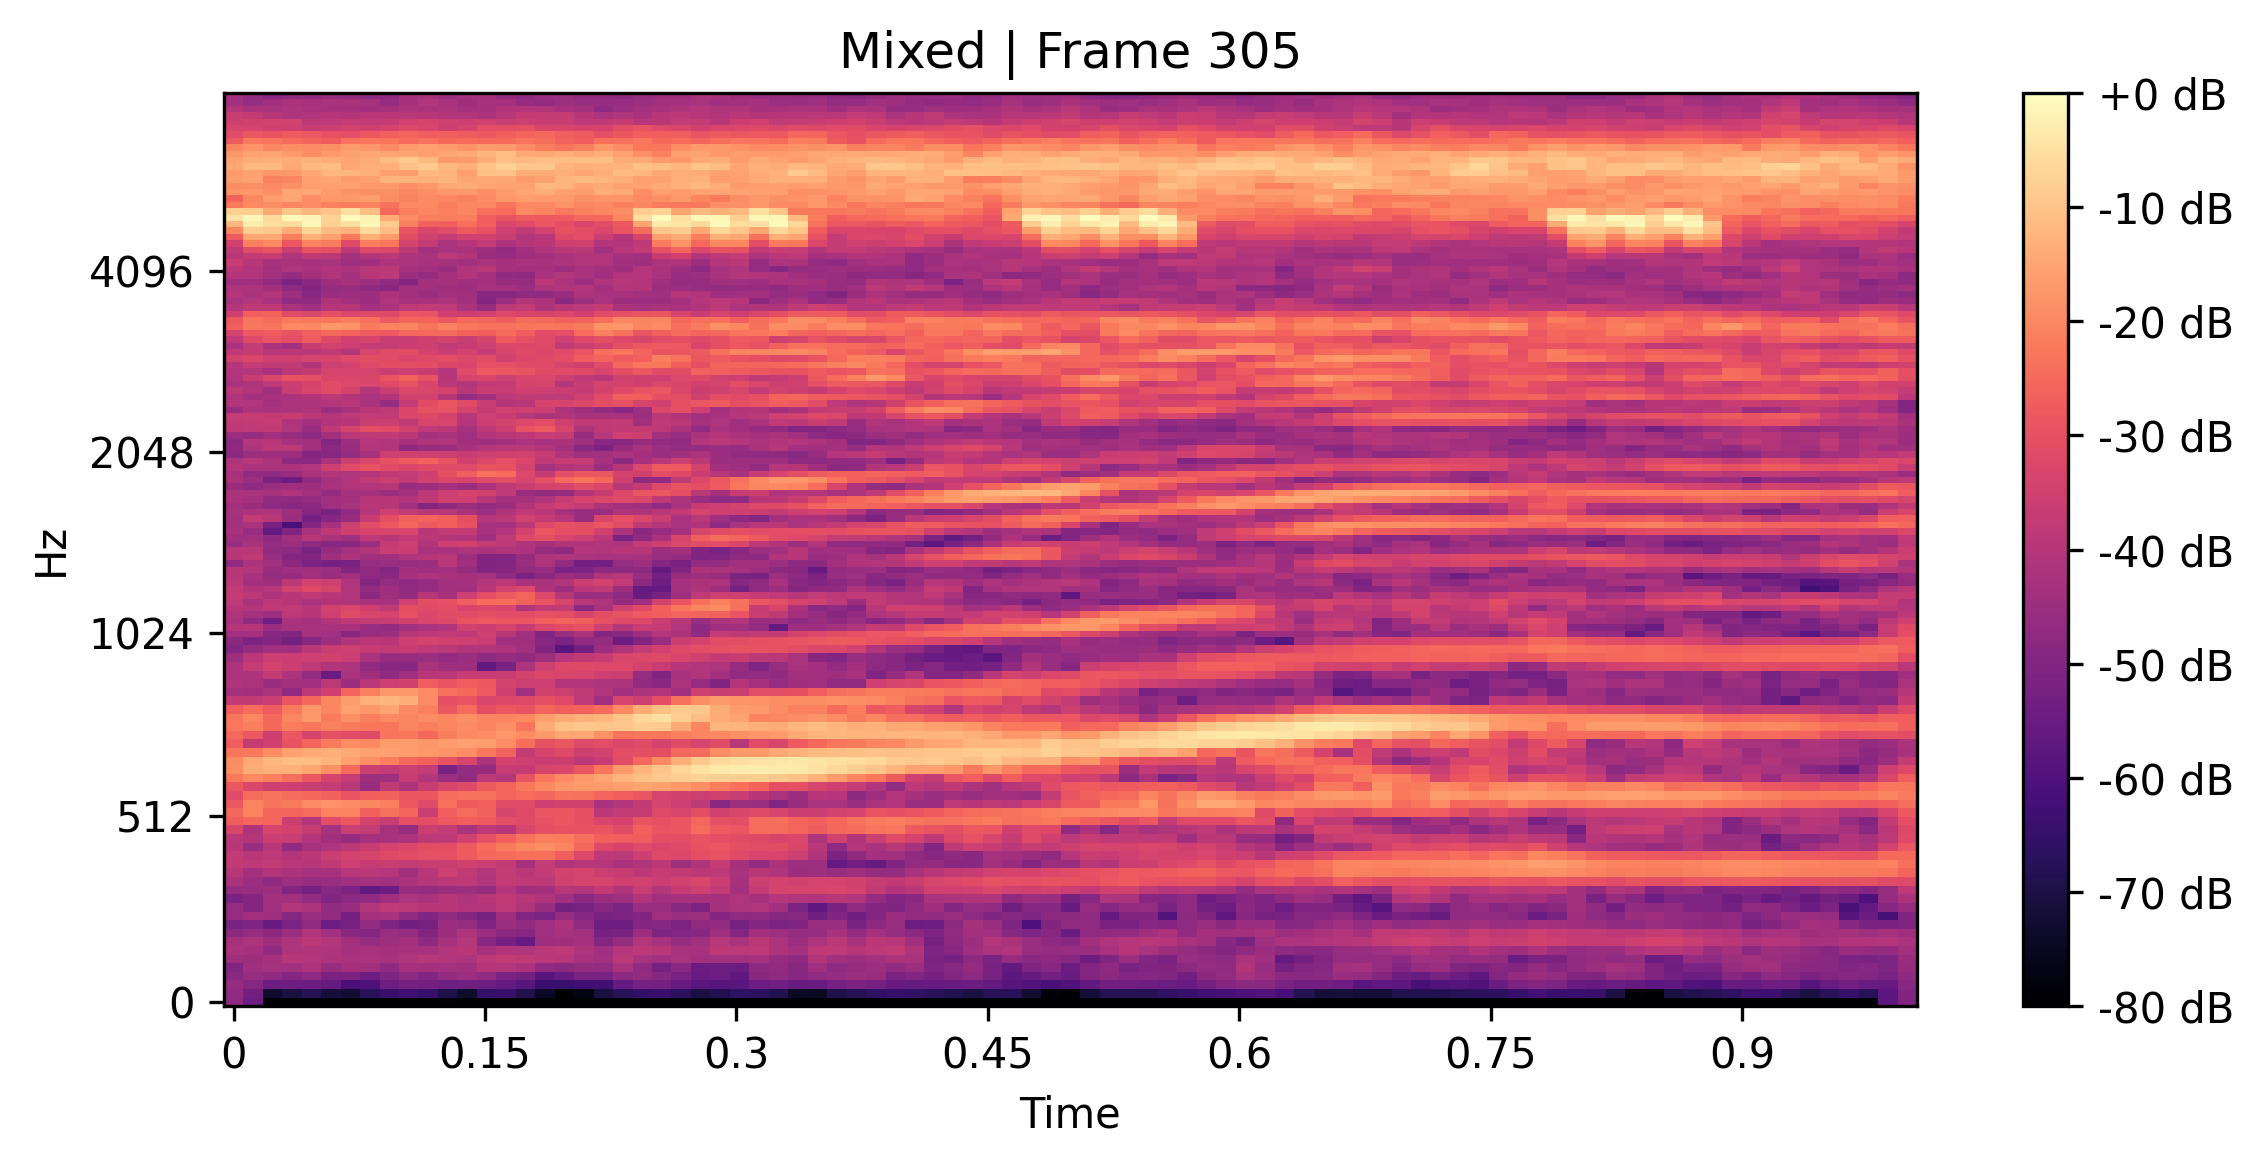 Mixed | Frame 305
+0 dB
-10 dB
-20 dB
-30 dB
-40 dB
-50 dB
-60 dB
-70 dB
-80 dB
4096
2048
1024
512
0
Hz
0 0.15 0.3 0.45 0.6 0.75 0.9
Time